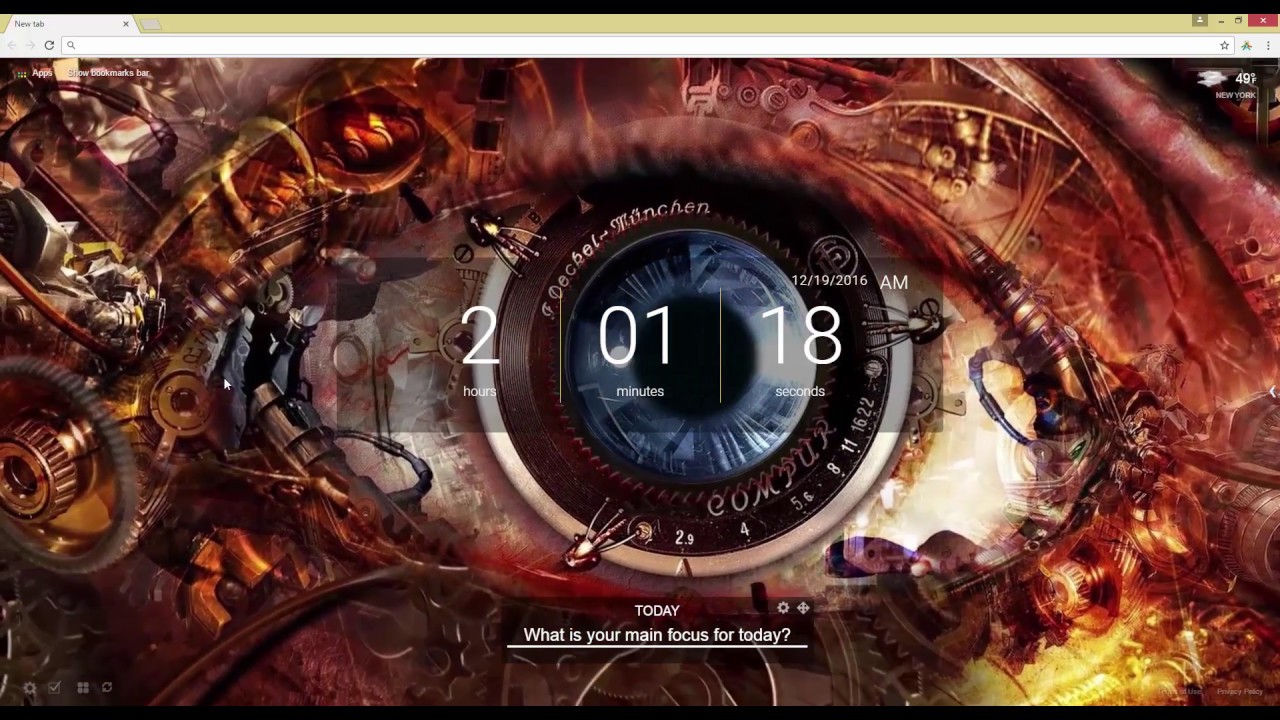 New tab
Apps
Show bookmarks bar
49°F
NEW YORK
F.Deckel-München
12/19/2016 AM
2 01 18
hours minutes seconds
COMPUR
2.9 4 5.6 8 11 16 22
TODAY
What is your main focus for today?
Terms of Use Privacy Policy